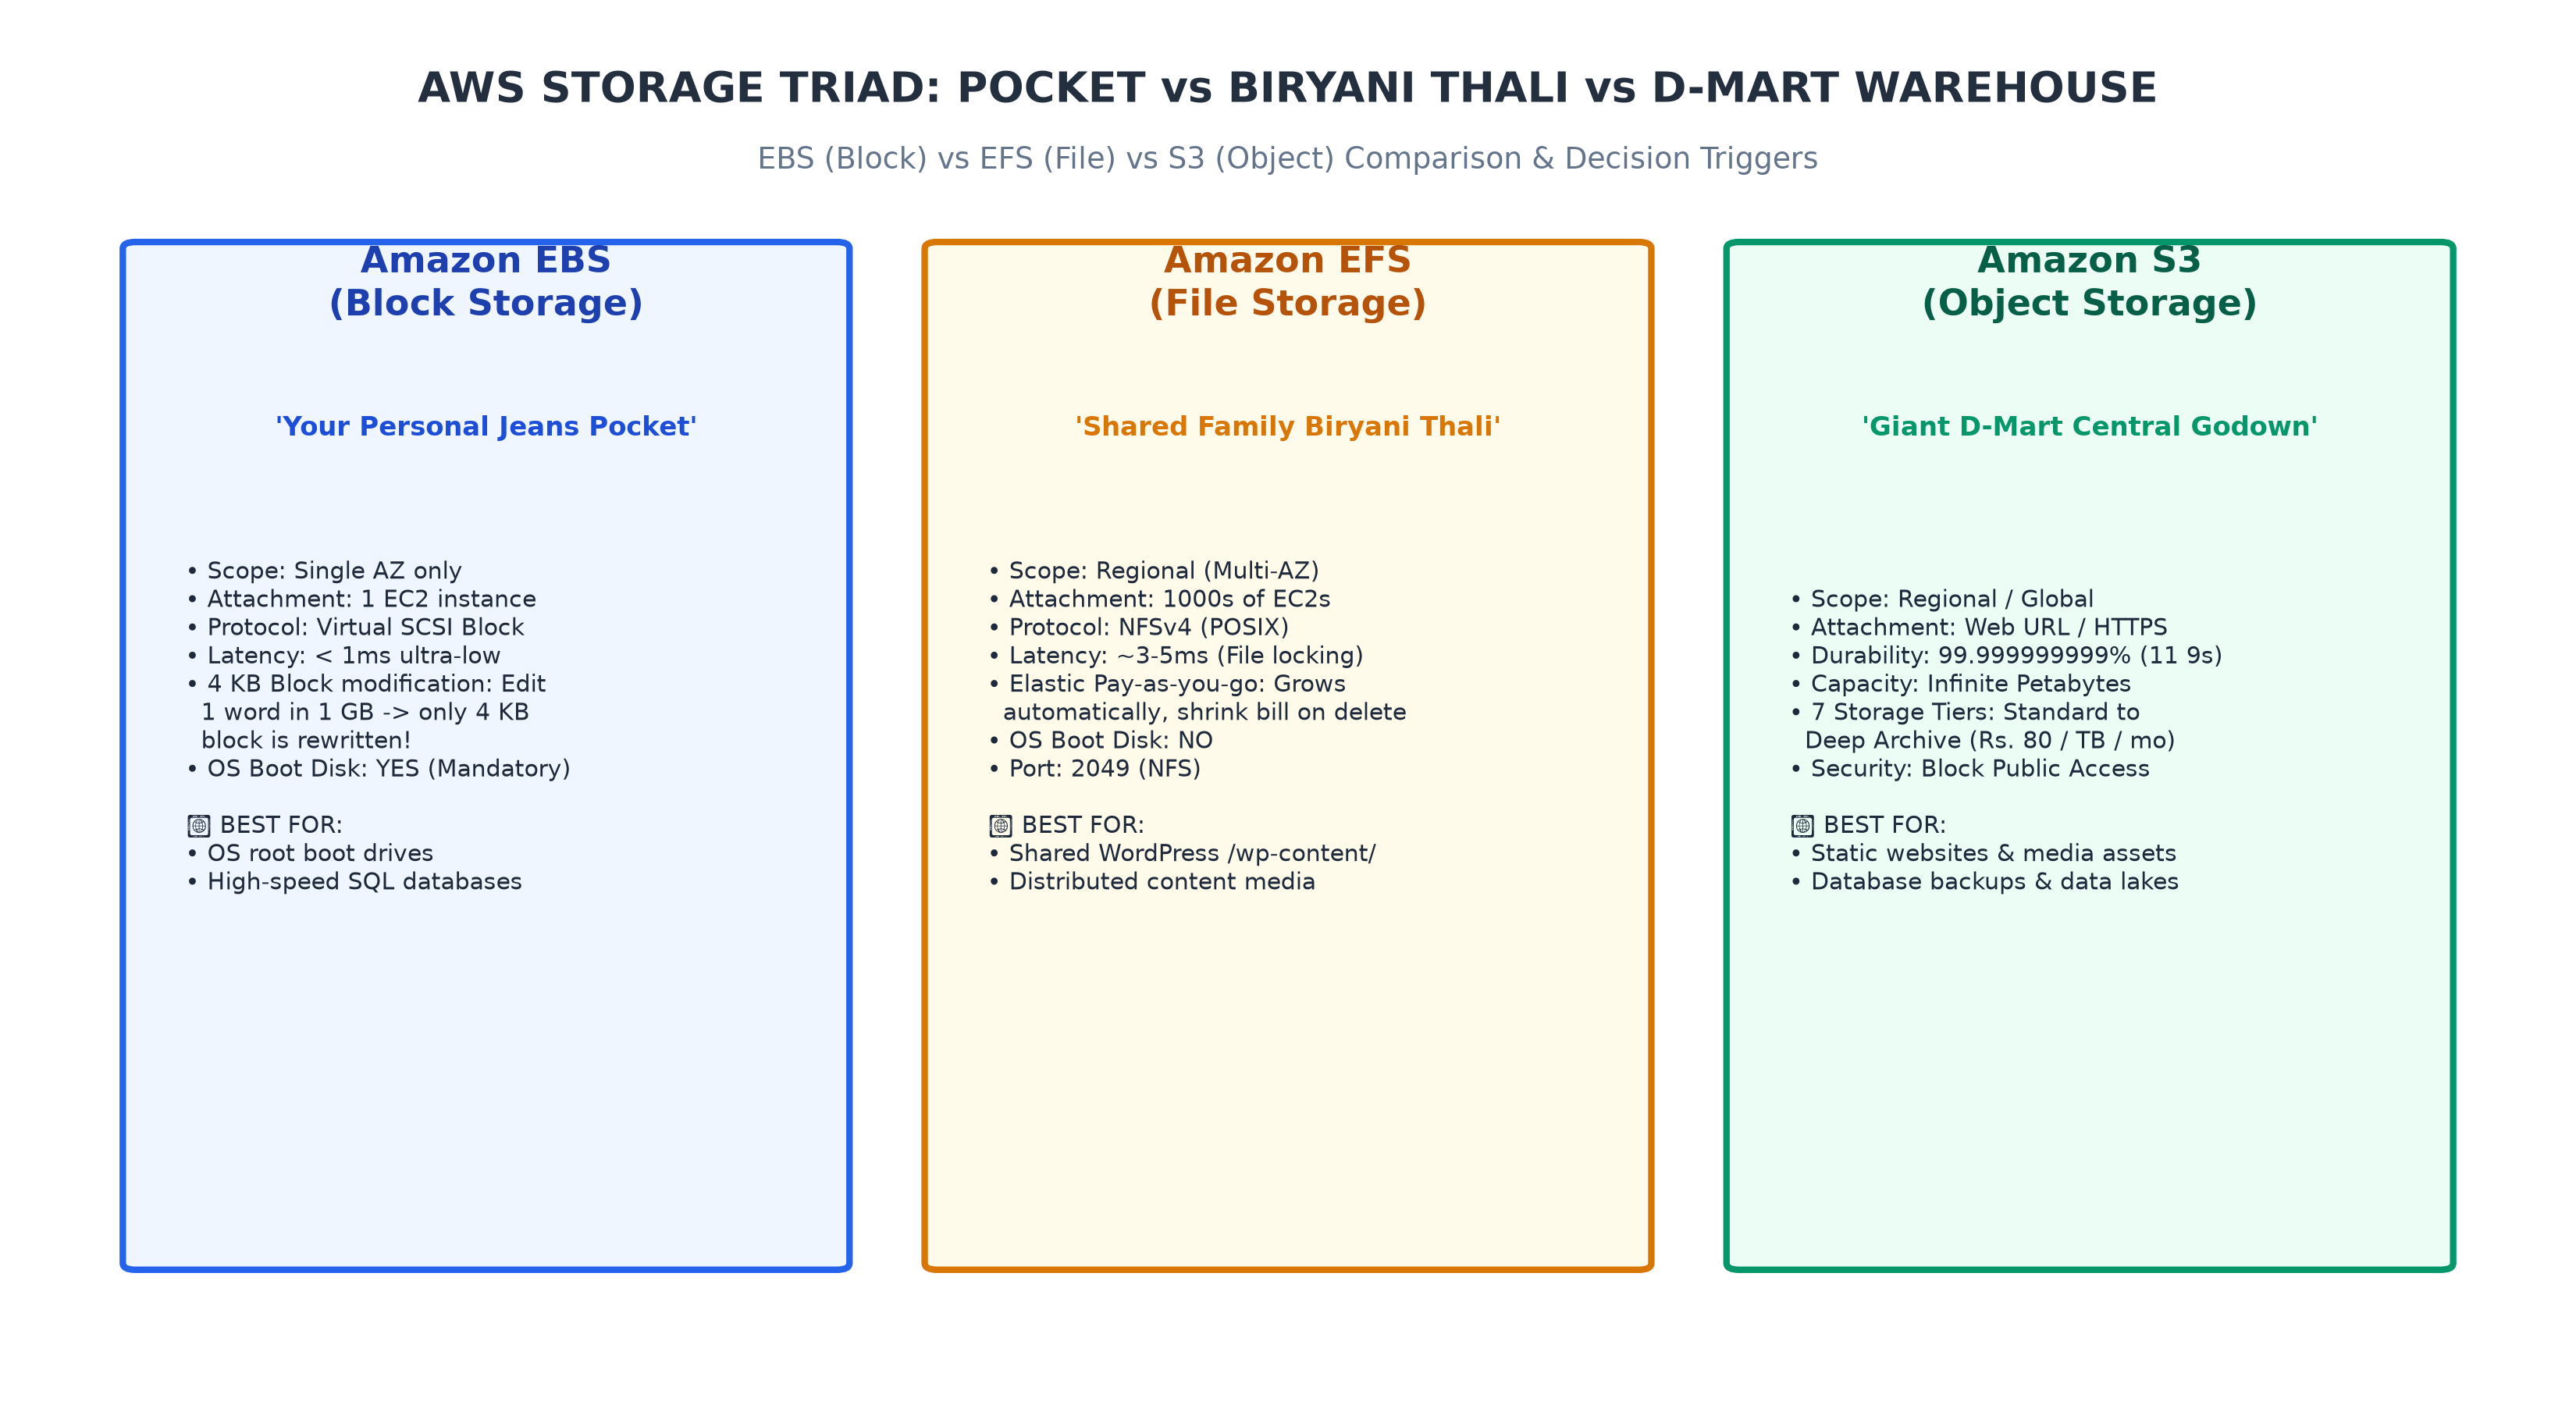 AWS STORAGE TRIAD: POCKET vs BIRYANI THALI vs D-MART WAREHOUSE
EBS (Block) vs EFS (File) vs S3 (Object) Comparison & Decision Triggers
Amazon EBS
(Block Storage)
'Your Personal Jeans Pocket'
• Scope: Single AZ only
• Attachment: 1 EC2 instance
• Protocol: Virtual SCSI Block
• Latency: < 1ms ultra-low
• 4 KB Block modification: Edit
1 word in 1 GB -> only 4 KB
block is rewritten!
• OS Boot Disk: YES (Mandatory)
BEST FOR:
• OS root boot drives
• High-speed SQL databases
Amazon EFS
(File Storage)
'Shared Family Biryani Thali'
• Scope: Regional (Multi-AZ)
• Attachment: 1000s of EC2s
• Protocol: NFSv4 (POSIX)
• Latency: ~3-5ms (File locking)
• Elastic Pay-as-you-go: Grows
automatically, shrink bill on delete
• OS Boot Disk: NO
• Port: 2049 (NFS)
BEST FOR:
• Shared WordPress /wp-content/
• Distributed content media
Amazon S3
(Object Storage)
'Giant D-Mart Central Godown'
• Scope: Regional / Global
• Attachment: Web URL / HTTPS
• Durability: 99.999999999% (11 9s)
• Capacity: Infinite Petabytes
• 7 Storage Tiers: Standard to
Deep Archive (Rs. 80 / TB / mo)
• Security: Block Public Access
BEST FOR:
• Static websites & media assets
• Database backups & data lakes